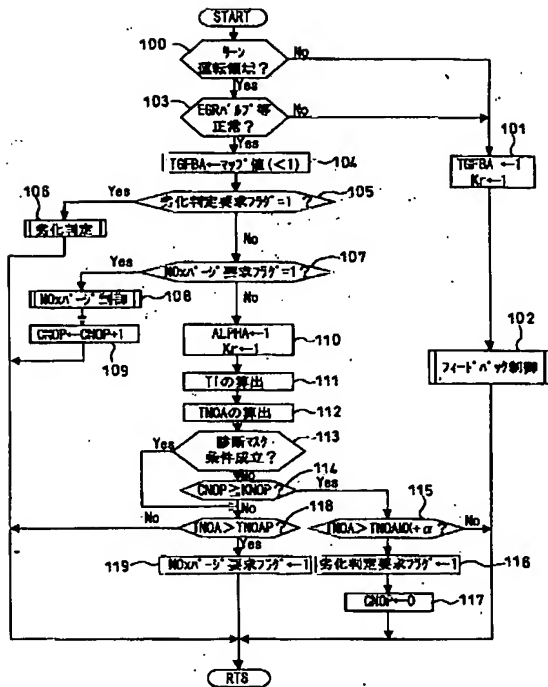 START
100
リーン
運転領域?
No
Yes
103
EGRバルブ等
正常?
No
Yes
101
TGFBA←1
Kr←1
TGFBA←マップ値(<1)
104
Yes
劣化判定要求フラグ=1?
105
106
劣化判定
No
107
Yes
NOxパージ要求フラグ=1?
NOxパージ制御
108
No
CNOP←CNOP+1
109
ALPHA←1
Kr←1
110
102
フィードバック制御
TIの算出
111
TNOAの算出
112
113
Yes
診断マスク
条件成立?
No
114
CNOP≧KNOP?
Yes
No
118
115
No
TNOA>TNOAP?
TNOA>TNOAMX+α?
No
Yes
119
NOxパージ要求フラグ←1
劣化判定要求フラグ←1
116
CNOP←0
117
RTS